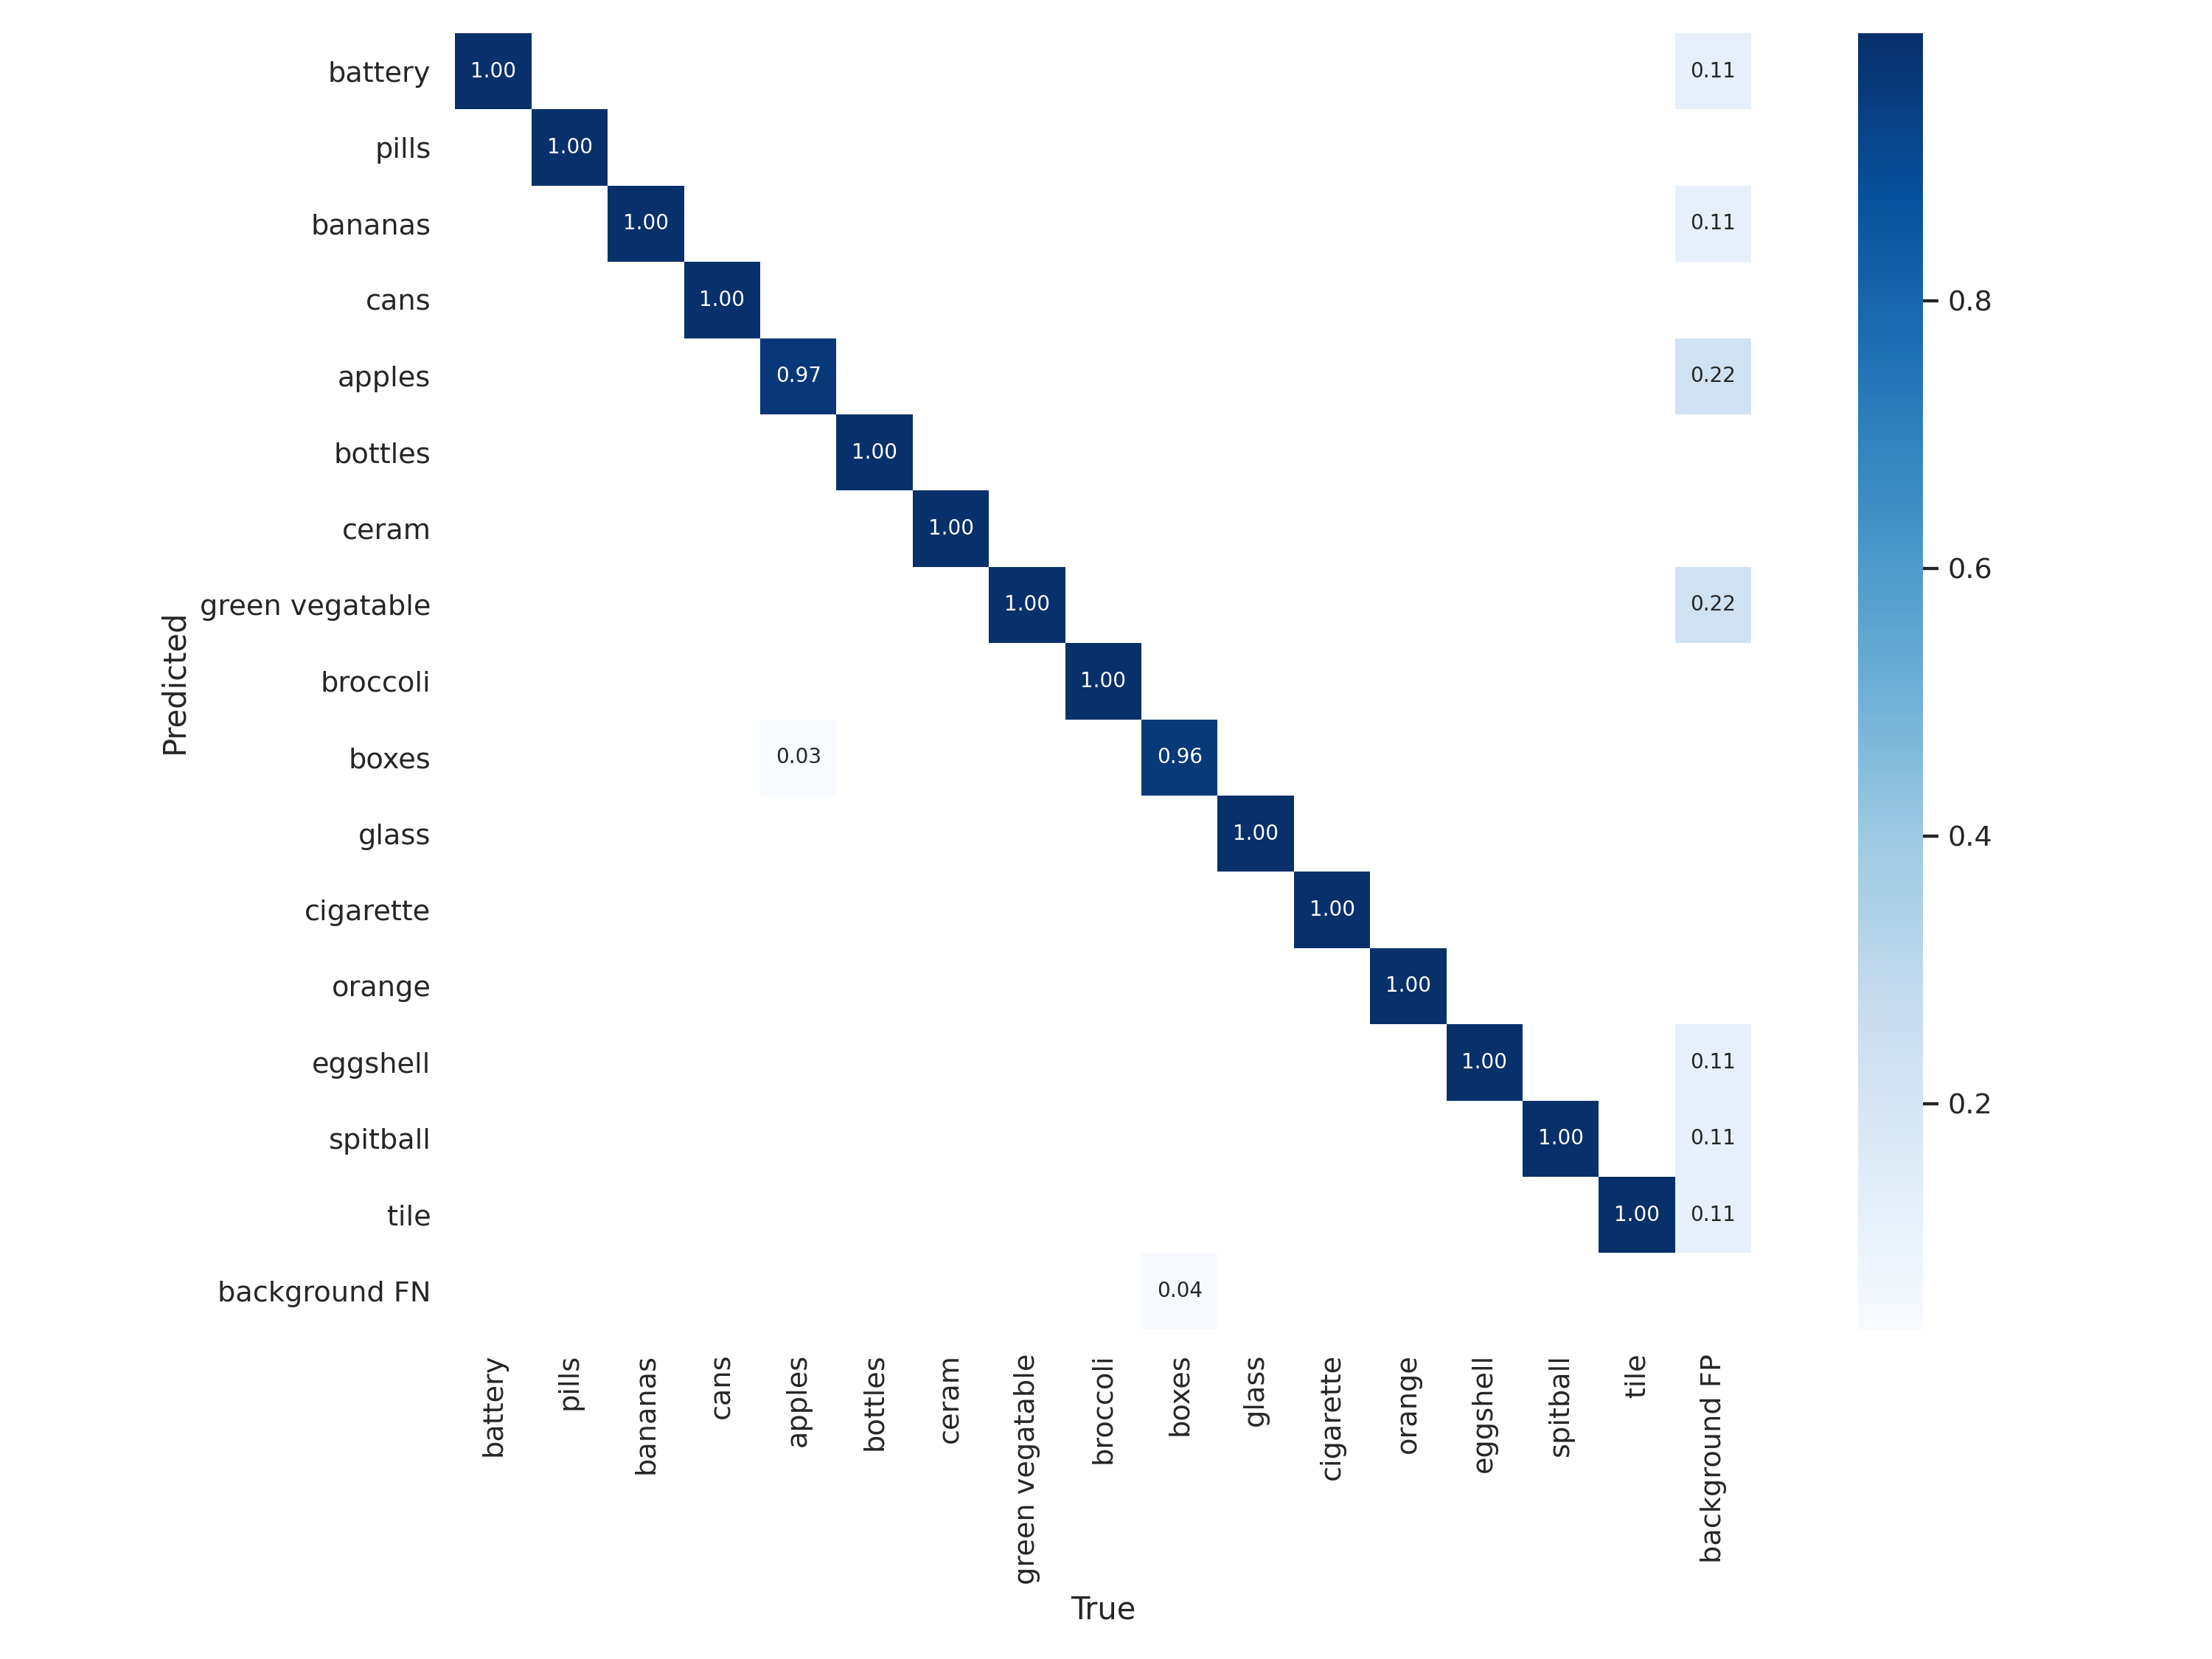 battery 1.00 0.11
pills 1.00
bananas 1.00 0.11
cans 1.00 0.8
apples 0.97 0.22
bottles 1.00
ceram 1.00
0.6
green vegatable 1.00 0.22
Predicted
broccoli 1.00
boxes 0.03 0.96
glass 1.00 0.4
cigarette 1.00
orange 1.00
eggshell 1.00 0.11
0.2
spitball 1.00 0.11
tile 1.00 0.11
background FN 0.04
battery
pills
bananas
cans
apples
bottles
ceram
green vegatable
broccoli
boxes
glass
cigarette
orange
eggshell
spitball
tile
background FP
True